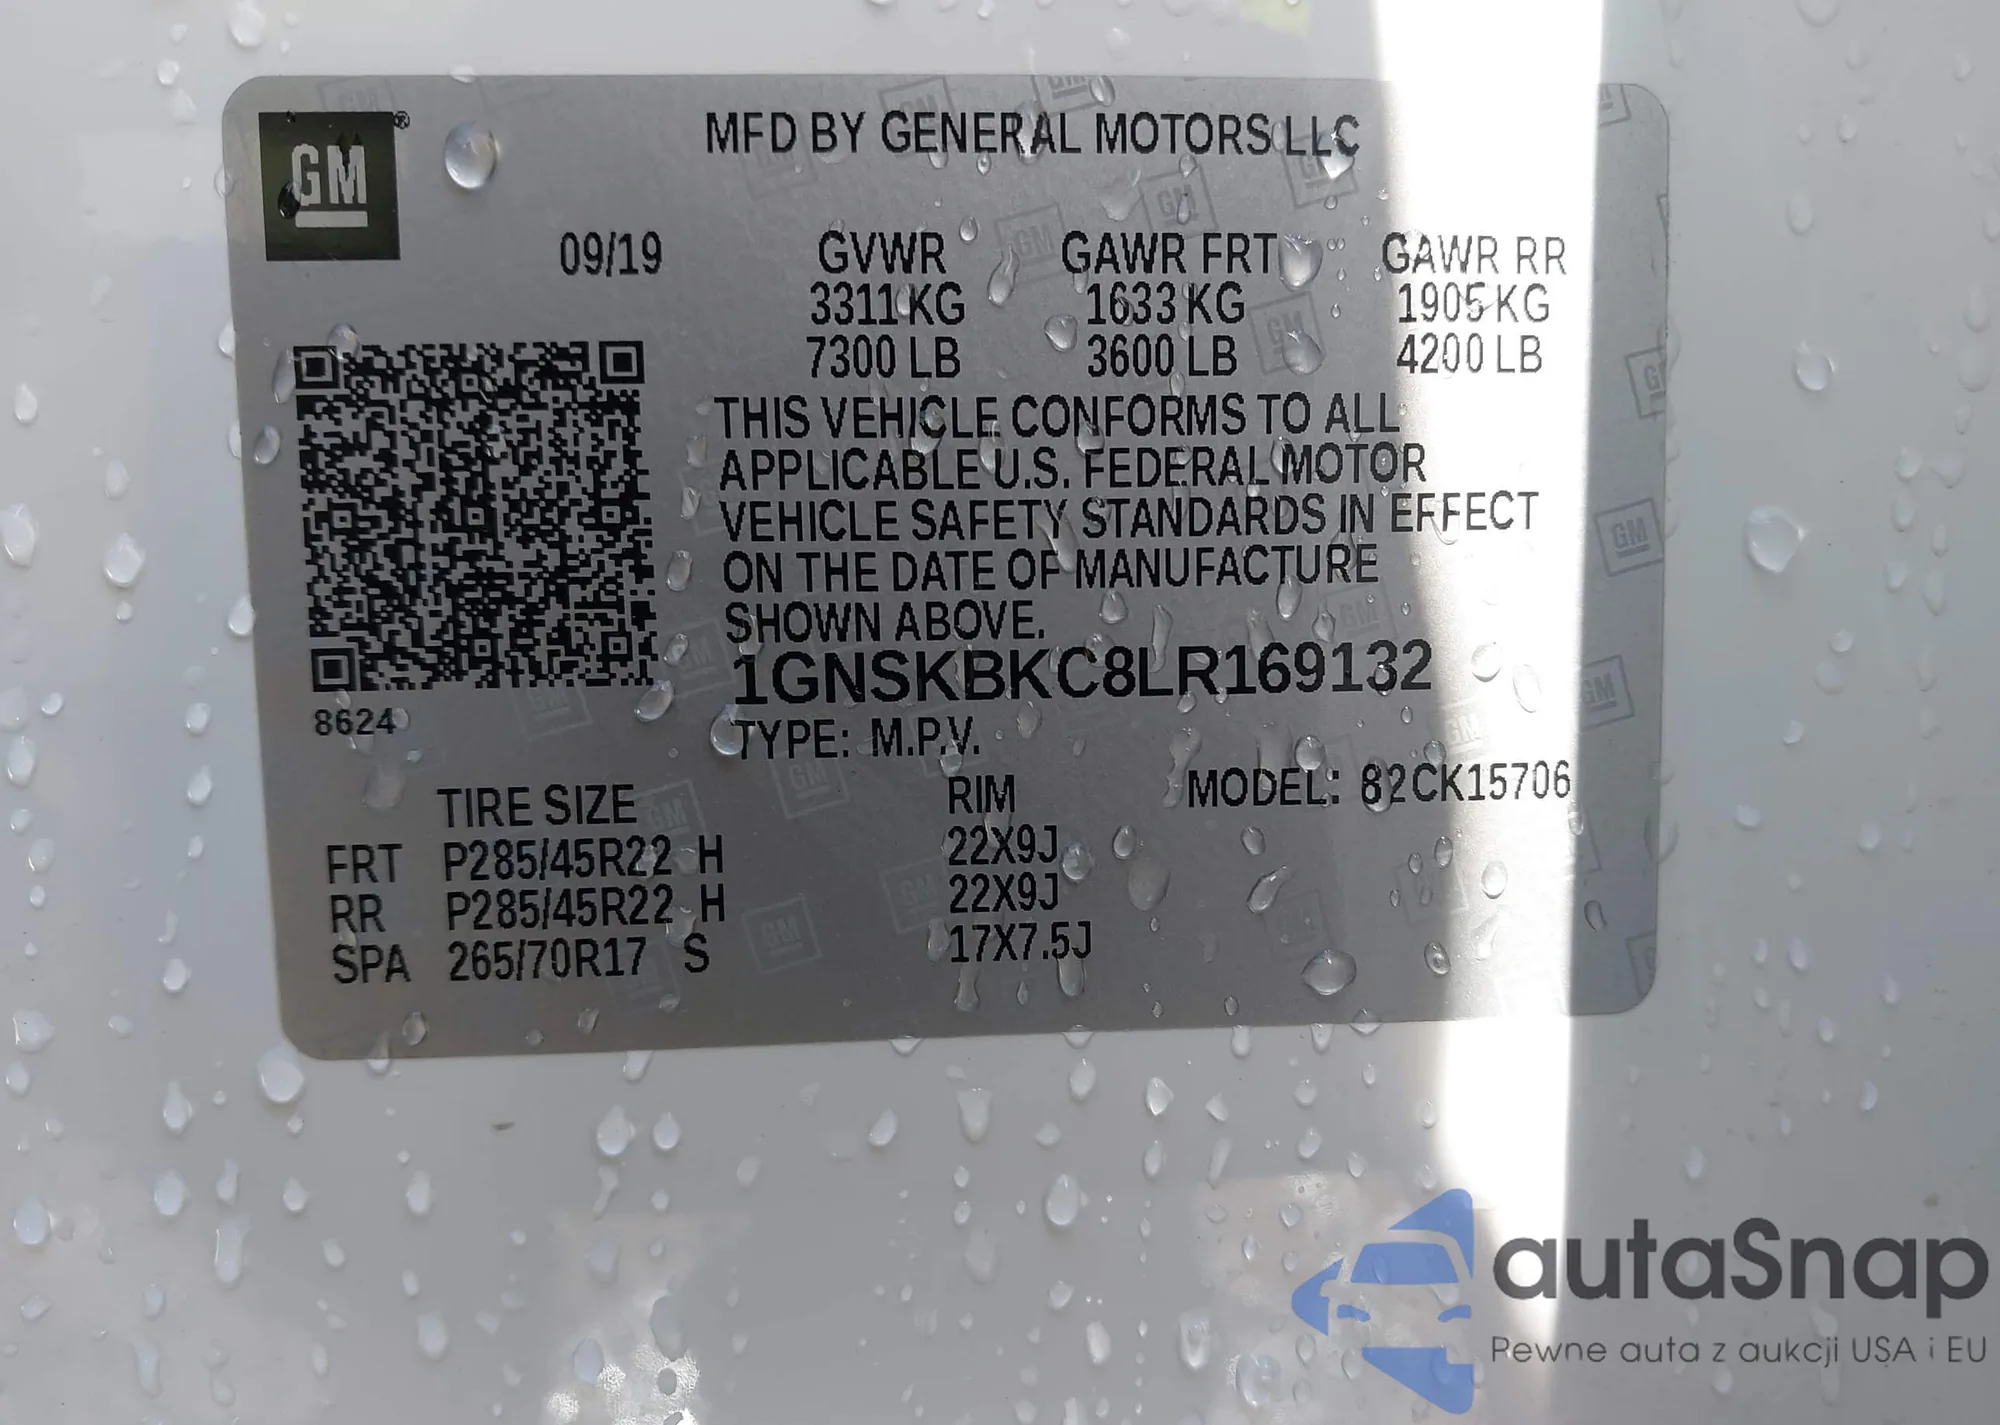 GM®
MFD BY GENERAL MOTORS LLC
09/19 GVWR GAWR FRT GAWR RR
3311 KG 1633 KG 1905 KG
7300 LB 3600 LB 4200 LB
THIS VEHICLE CONFORMS TO ALL
APPLICABLE U.S. FEDERAL MOTOR
VEHICLE SAFETY STANDARDS IN EFFECT
ON THE DATE OF MANUFACTURE
SHOWN ABOVE.
1GNSKBKC8LR169132
8624
TYPE: M.P.V.
MODEL: 82CK15706
TIRE SIZE RIM
FRT P285/45R22 H 22X9J
RR P285/45R22 H 22X9J
SPA 265/70R17 S 17X7.5J
autaSnap
Pewne auta z aukcji USA i EU